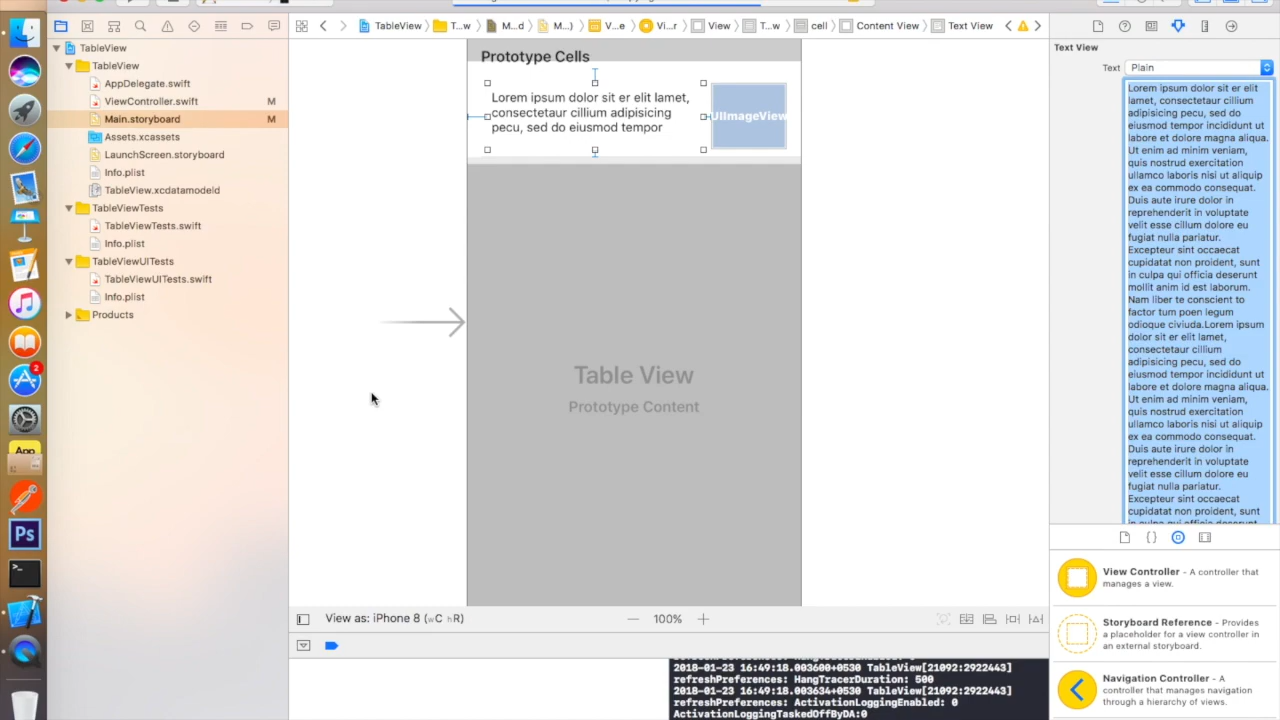 TableView
T...w
M...d
M...)
V...e
Vi...r
View
T...w
cell
Content View
Text View
TableView
TableView
AppDelegate.swift
ViewController.swift M
Main.storyboard M
Assets.xcassets
LaunchScreen.storyboard
Info.plist
TableView.xcdatamodeld
TableViewTests
TableViewTests.swift
Info.plist
TableViewUITests
TableViewUITests.swift
Info.plist
Products
2
App
Ps
Prototype Cells
Lorem ipsum dolor sit er elit lamet,
consectetaur cillium adipisicing
pecu, sed do eiusmod tempor
UIImageView
Table View
Prototype Content
View as: iPhone 8 (wC hR)
100%
2018-01-23 16:49:18.003600+0530 TableView[21092:2922443]
refreshPreferences: HangTracerDuration: 500
2018-01-23 16:49:18.003634+0530 TableView[21092:2922443]
refreshPreferences: ActivationLoggingEnabled: 0
ActivationLoggingTaskedOffByDA:0
Text View
Text Plain
Lorem ipsum dolor sit er elit
lamet, consectetaur cillium
adipisicing pecu, sed do
eiusmod tempor incididunt ut
labore et dolore magna aliqua.
Ut enim ad minim veniam,
quis nostrud exercitation
ullamco laboris nisi ut aliquip
ex ea commodo consequat.
Duis aute irure dolor in
reprehenderit in voluptate
velit esse cillum dolore eu
fugiat nulla pariatur.
Excepteur sint occaecat
cupidatat non proident, sunt
in culpa qui officia deserunt
mollit anim id est laborum.
Nam liber te conscient to
factor tum poen legum
odioque civiuda.Lorem ipsum
dolor sit er elit lamet,
consectetaur cillium
adipisicing pecu, sed do
eiusmod tempor incididunt ut
labore et dolore magna aliqua.
Ut enim ad minim veniam,
quis nostrud exercitation
ullamco laboris nisi ut aliquip
ex ea commodo consequat.
Duis aute irure dolor in
reprehenderit in voluptate
velit esse cillum dolore eu
fugiat nulla pariatur.
Excepteur sint occaecat
cupidatat non proident, sunt
View Controller - A controller that
manages a view.
Storyboard Reference - Provides
a placeholder for a view controller in
an external storyboard.
Navigation Controller - A
controller that manages navigation
through a hierarchy of views.